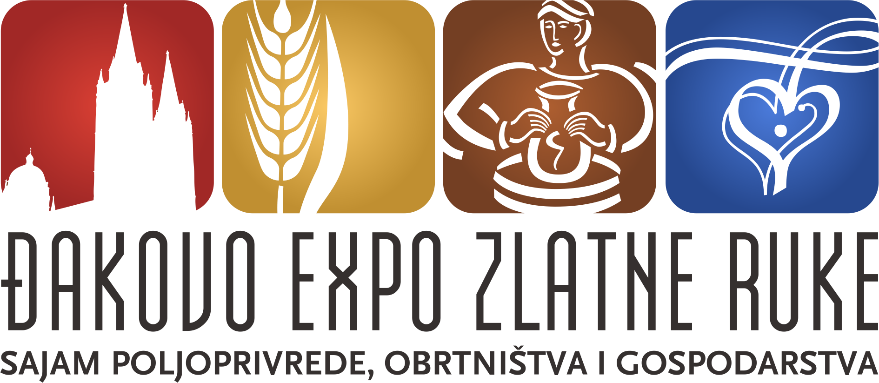 ĐAKOVO EXPO ZLATNE RUKE
SAJAM POLJOPRIVREDE, OBRTNIŠTVA I GOSPODARSTVA